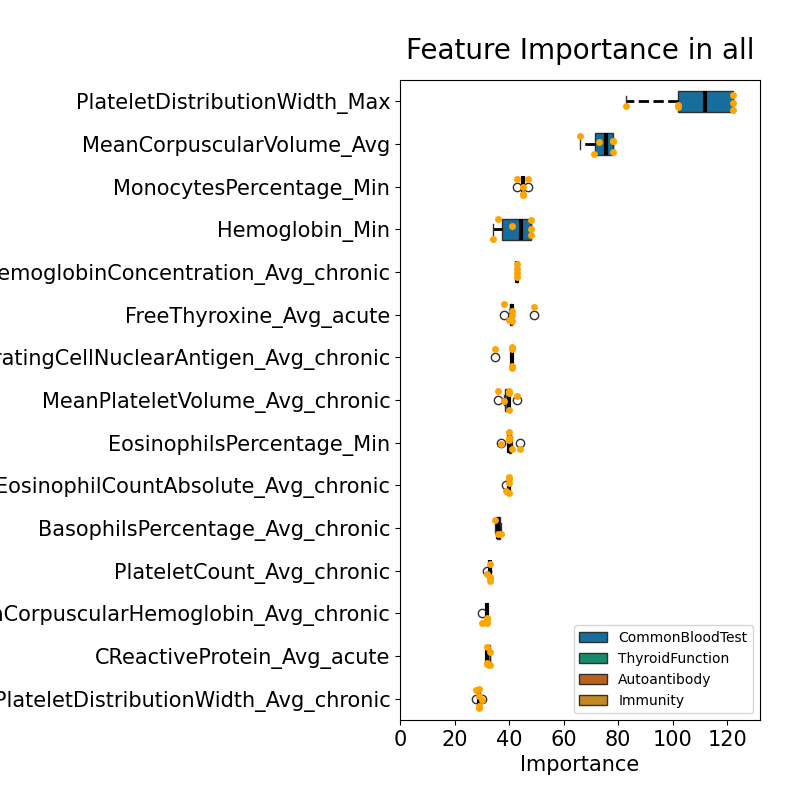 Feature Importance in all
PlateletDistributionWidth_Max
MeanCorpuscularVolume_Avg
MonocytesPercentage_Min
Hemoglobin_Min
emoglobinConcentration_Avg_chronic
FreeThyroxine_Avg_acute
ratingCellNuclearAntigen_Avg_chronic
MeanPlateletVolume_Avg_chronic
EosinophilsPercentage_Min
EosinophilCountAbsolute_Avg_chronic
BasophilsPercentage_Avg_chronic
PlateletCount_Avg_chronic
nCorpuscularHemoglobin_Avg_chronic
CReactiveProtein_Avg_acute
PlateletDistributionWidth_Avg_chronic
CommonBloodTest
ThyroidFunction
Autoantibody
Immunity
0 20 40 60 80 100 120
Importance